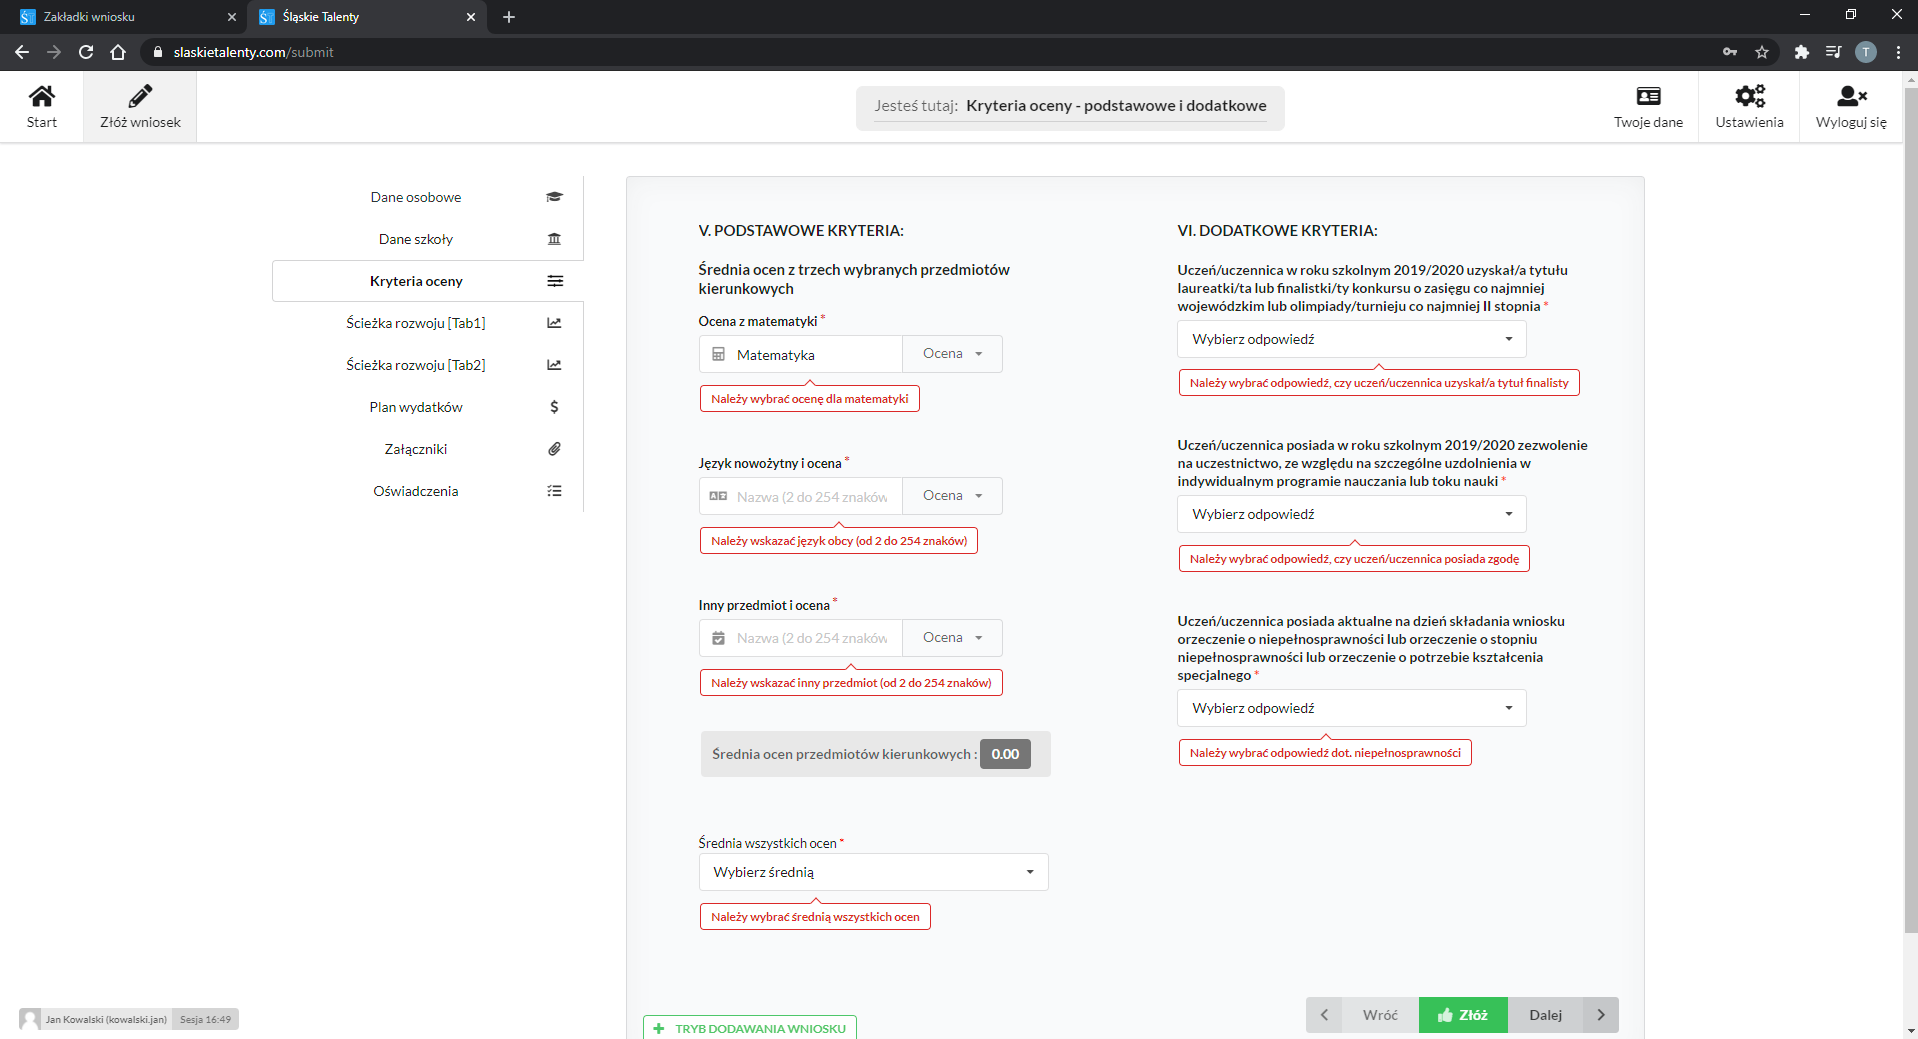 Zakładki wniosku
Śląskie Talenty
slaskietalenty.com/submit
T
Start
Złóż wniosek
Jesteś tutaj: Kryteria oceny - podstawowe i dodatkowe
Twoje dane
Ustawienia
Wyloguj się
Dane osobowe
Dane szkoły
Kryteria oceny
Ścieżka rozwoju [Tab1]
Ścieżka rozwoju [Tab2]
Plan wydatków
Załączniki
Oświadczenia
V. PODSTAWOWE KRYTERIA:
Średnia ocen z trzech wybranych przedmiotów
kierunkowych
Ocena z matematyki *
Matematyka
Ocena
Należy wybrać ocenę dla matematyki
Język nowożytny i ocena *
Nazwa (2 do 254 znaków
Ocena
Należy wskazać język obcy (od 2 do 254 znaków)
Inny przedmiot i ocena *
Nazwa (2 do 254 znaków
Ocena
Należy wskazać inny przedmiot (od 2 do 254 znaków)
Średnia ocen przedmiotów kierunkowych : 0.00
Średnia wszystkich ocen *
Wybierz średnią
Należy wybrać średnią wszystkich ocen
VI. DODATKOWE KRYTERIA:
Uczeń/uczennica w roku szkolnym 2019/2020 uzyskał/a tytułu
laureatki/ta lub finalistki/ty konkursu o zasięgu co najmniej
wojewódzkim lub olimpiady/turnieju co najmniej II stopnia *
Wybierz odpowiedź
Należy wybrać odpowiedź, czy uczeń/uczennica uzyskał/a tytuł finalisty
Uczeń/uczennica posiada w roku szkolnym 2019/2020 zezwolenie
na uczestnictwo, ze względu na szczególne uzdolnienia w
indywidualnym programie nauczania lub toku nauki *
Wybierz odpowiedź
Należy wybrać odpowiedź, czy uczeń/uczennica posiada zgodę
Uczeń/uczennica posiada aktualne na dzień składania wniosku
orzeczenie o niepełnosprawności lub orzeczenie o stopniu
niepełnosprawności lub orzeczenie o potrzebie kształcenia
specjalnego *
Wybierz odpowiedź
Należy wybrać odpowiedź dot. niepełnosprawności
Jan Kowalski (kowalski.jan) Sesja 16:49
TRYB DODAWANIA WNIOSKU
Wróć
Złóż
Dalej